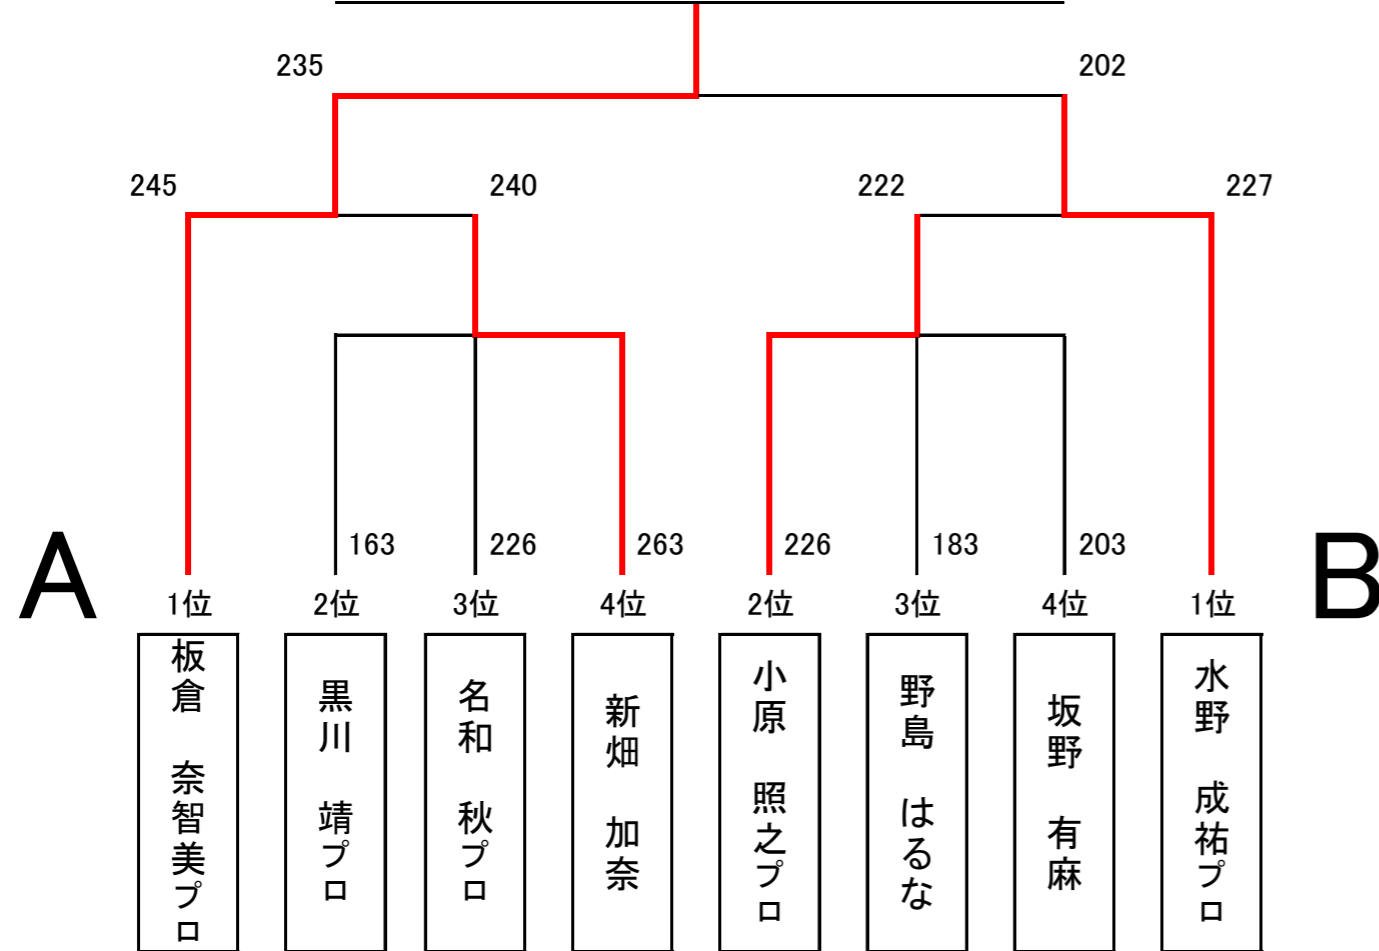 235
202
245
240
222
227
163
226
263
226
183
203
A
B
1位
2位
3位
4位
2位
3位
4位
1位
板倉　奈智美プロ
黒川　靖プロ
名和　秋プロ
新畑　加奈
小原　照之プロ
野島　はるな
坂野　有麻
水野　成祐プロ